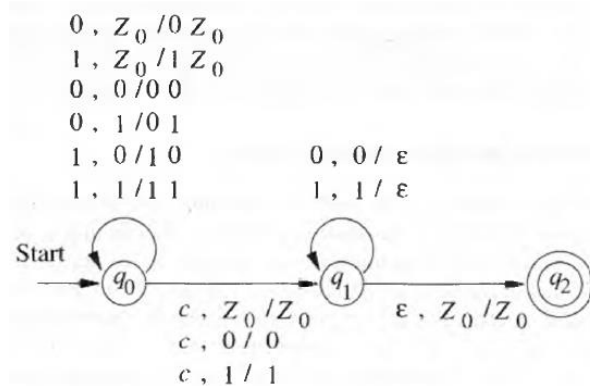 0 , Z0 / 0 Z0
1 , Z0 / 1 Z0
0 , 0 / 0 0
0 , 1 / 0 1
1 , 0 / 1 0
1 , 1 / 1 1
0 , 0 / ε
1 , 1 / ε
Start
q0
q1
q2
c , Z0 / Z0
c , 0 / 0
c , 1 / 1
ε , Z0 / Z0